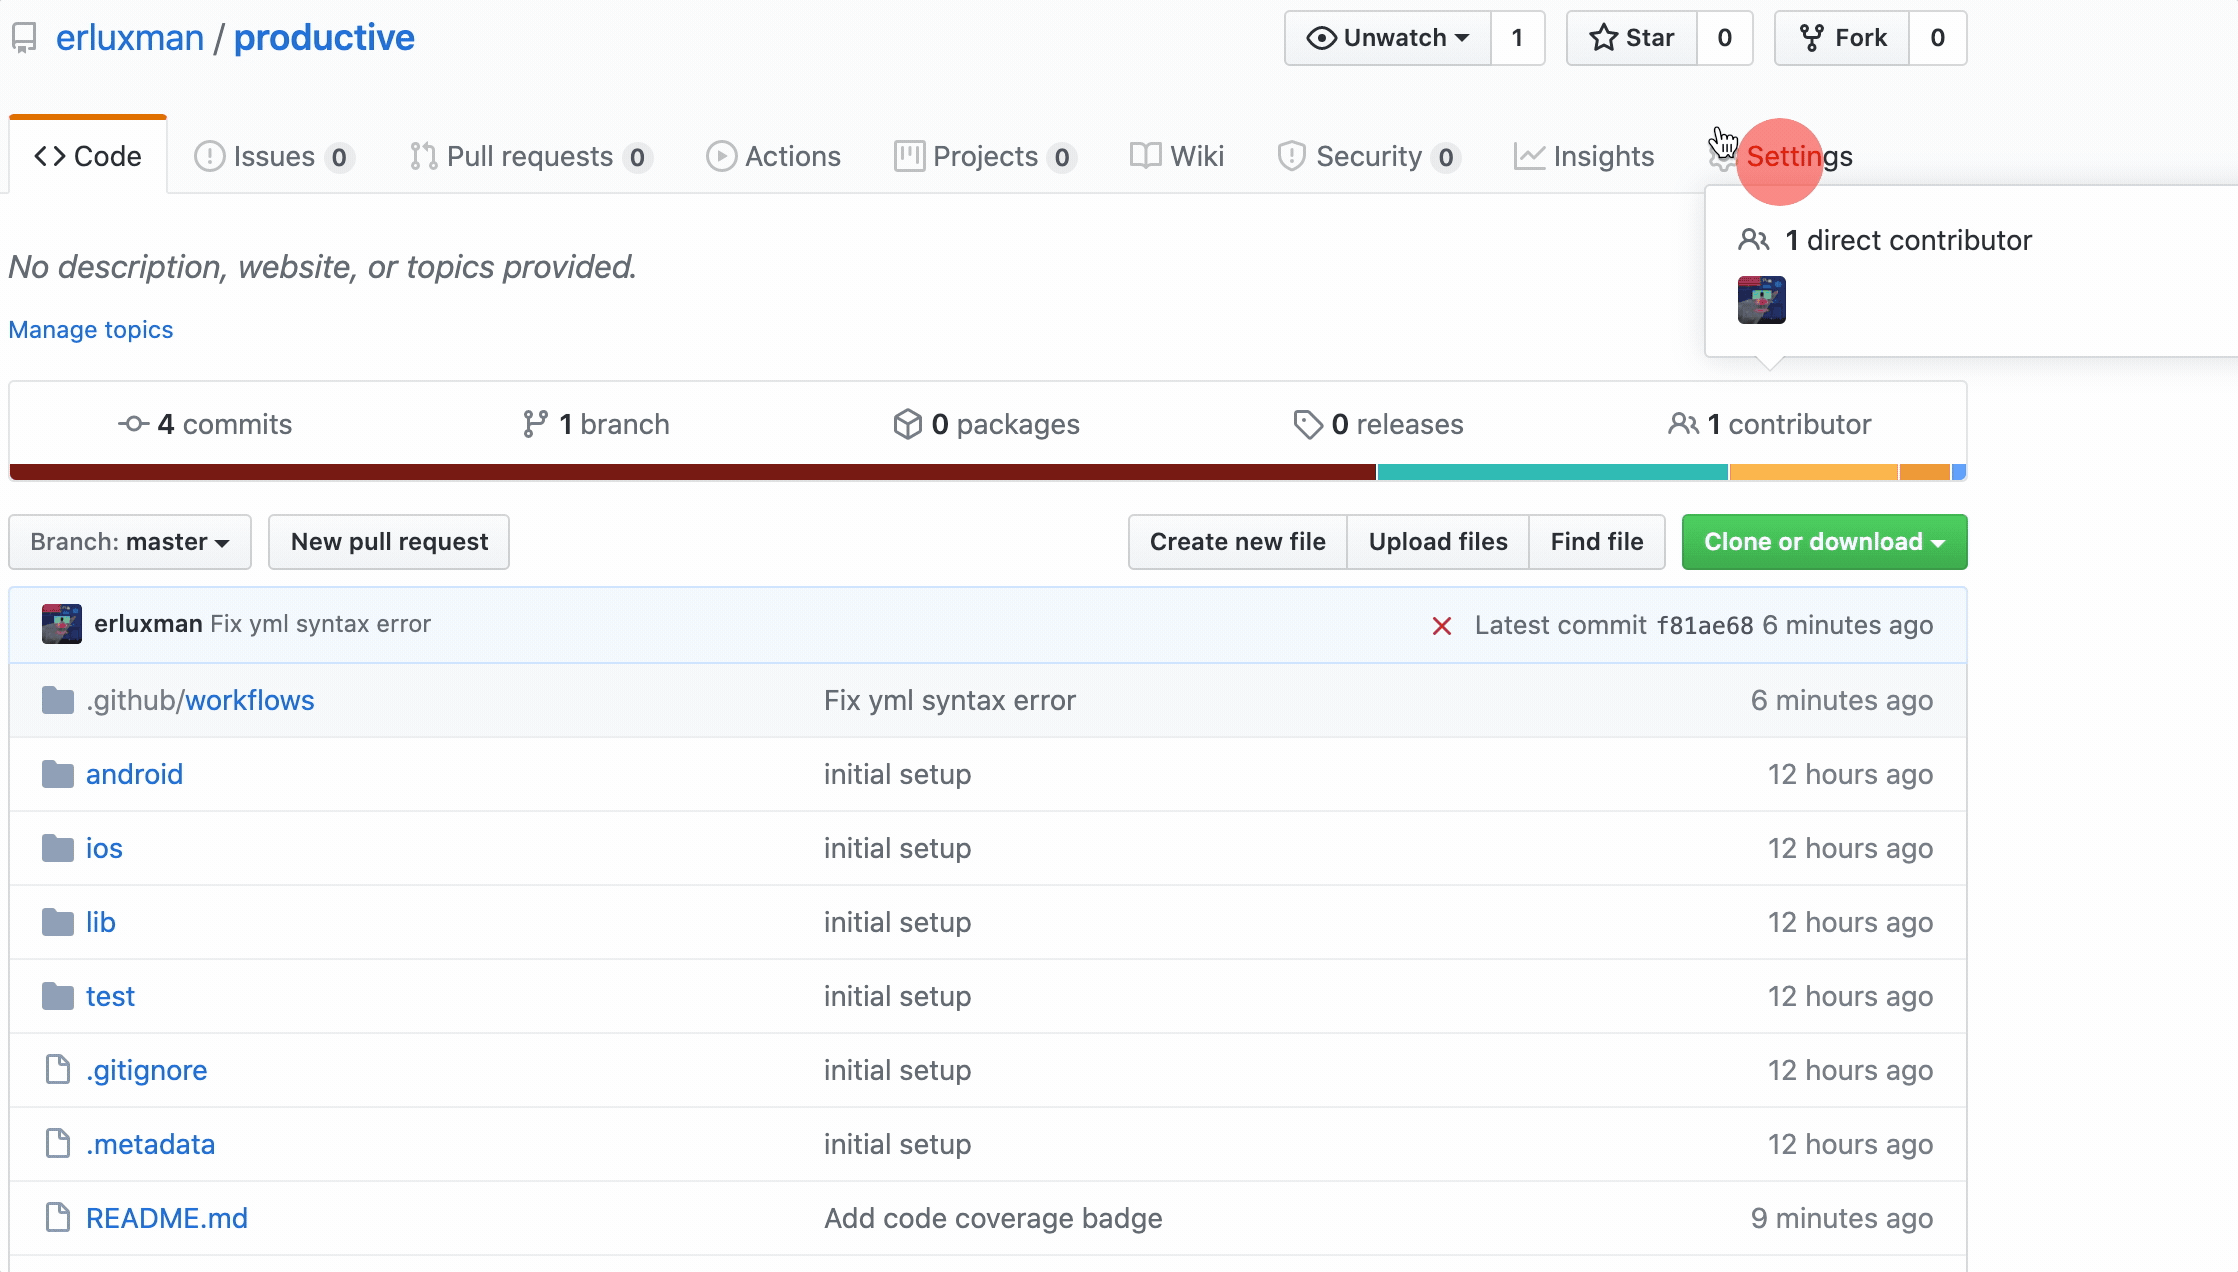 erluxman / productive
Unwatch 1 Star 0 Fork 0
Code Issues 0 Pull requests 0 Actions Projects 0 Wiki Security 0 Insights Settings
1 direct contributor
No description, website, or topics provided.
Manage topics
4 commits 1 branch 0 packages 0 releases 1 contributor
Branch: master New pull request Create new file Upload files Find file Clone or download
erluxman Fix yml syntax error Latest commit f81ae68 6 minutes ago
.github/workflows Fix yml syntax error 6 minutes ago
android initial setup 12 hours ago
ios initial setup 12 hours ago
lib initial setup 12 hours ago
test initial setup 12 hours ago
.gitignore initial setup 12 hours ago
.metadata initial setup 12 hours ago
README.md Add code coverage badge 9 minutes ago